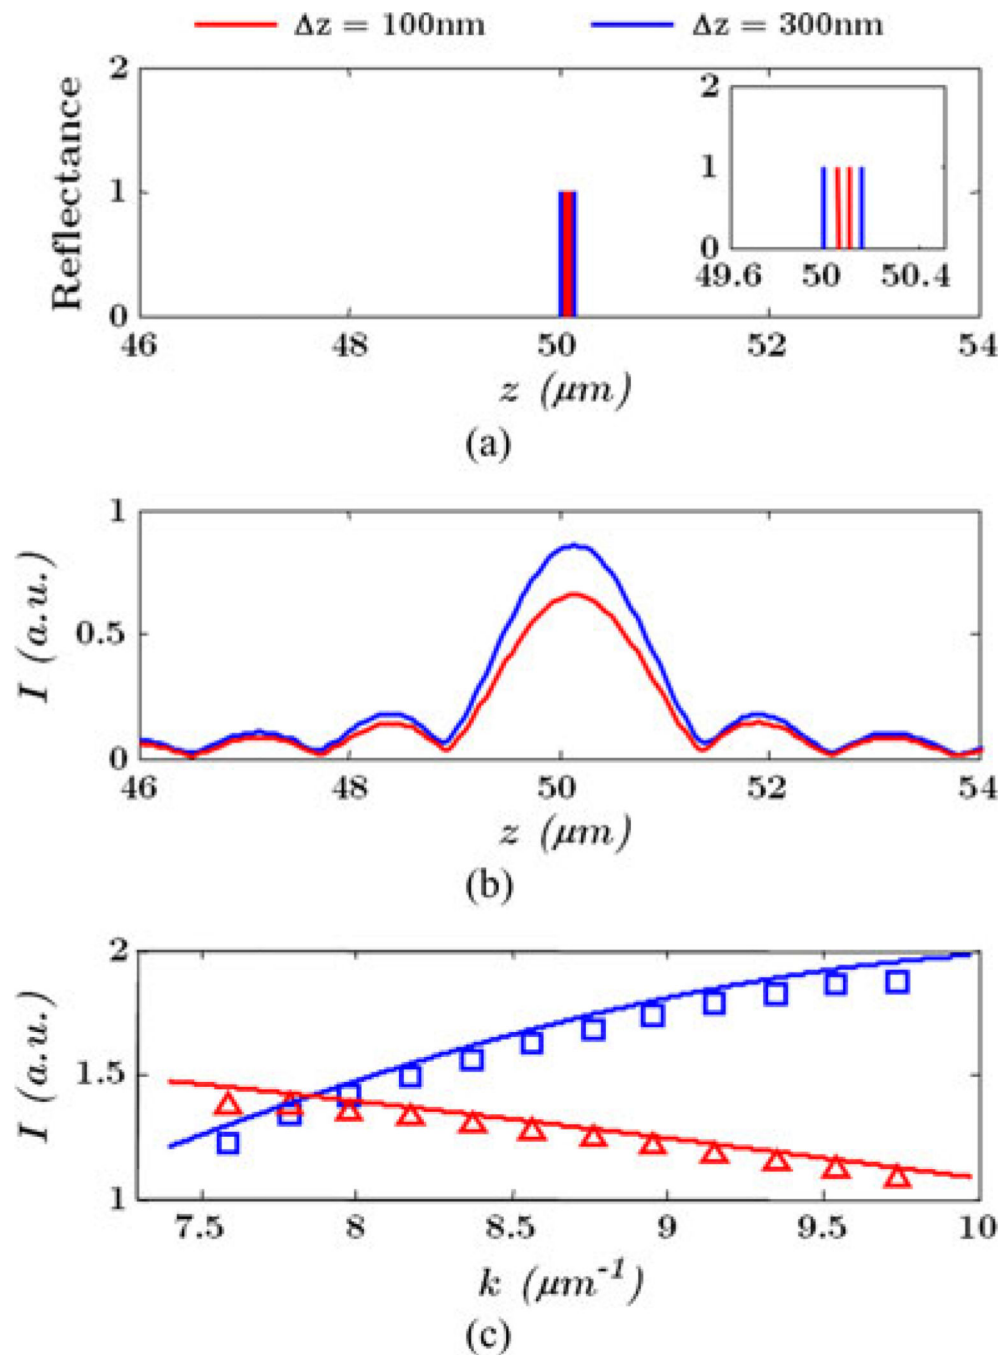 Δz = 100nm Δz = 300nm
2
1
0
Reflectance
46 48 50 52 54
z (μm)
2
1
0
49.6 50 50.4
(a)
1
0.5
0
I (a.u.)
46 48 50 52 54
z (μm)
(b)
2
1.5
1
I (a.u.)
7.5 8 8.5 9 9.5 10
k (μm⁻¹)
(c)